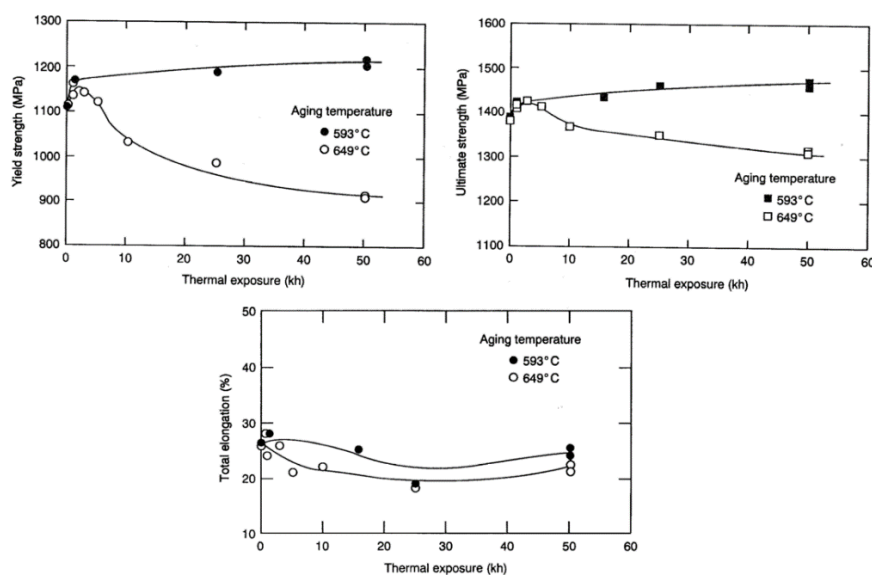 1300
1200
1100
1000
900
800
Yield strength (MPa)
Aging temperature
593°C
649°C
0
10
20
30
40
50
60
Thermal exposure (kh)
1600
1500
1400
1300
1200
1100
Ultimate strength (MPa)
Aging temperature
593°C
649°C
0
10
20
30
40
50
60
Thermal exposure (kh)
50
40
30
20
10
Total elongation (%)
Aging temperature
593°C
649°C
0
10
20
30
40
50
60
Thermal exposure (kh)